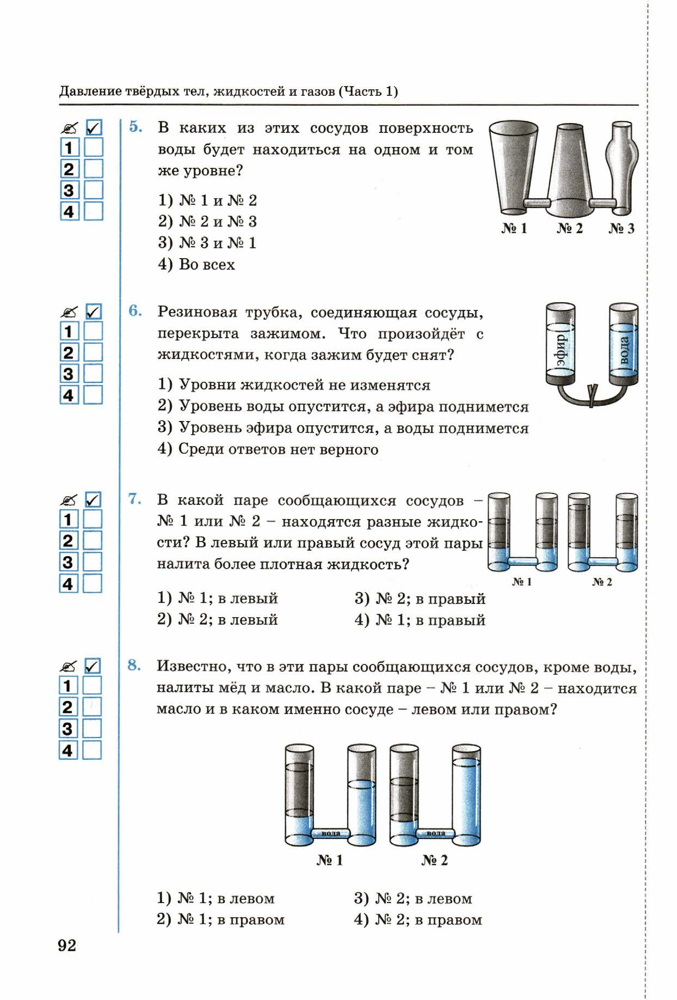 Давление твёрдых тел, жидкостей и газов (Часть 1)
1
2
3
4
5. В каких из этих сосудов поверхность
воды будет находиться на одном и том
же уровне?
1) № 1 и № 2
2) № 2 и № 3
3) № 3 и № 1
4) Во всех
№ 1 № 2 № 3
1
2
3
4
6. Резиновая трубка, соединяющая сосуды,
перекрыта зажимом. Что произойдёт с
жидкостями, когда зажим будет снят?
1) Уровни жидкостей не изменятся
2) Уровень воды опустится, а эфира поднимется
3) Уровень эфира опустится, а воды поднимется
4) Среди ответов нет верного
эфир
вода
1
2
3
4
7. В какой паре сообщающихся сосудов –
№ 1 или № 2 – находятся разные жидко-
сти? В левый или правый сосуд этой пары
налита более плотная жидкость?
№ 1 № 2
1) № 1; в левый 3) № 2; в правый
2) № 2; в левый 4) № 1; в правый
1
2
3
4
8. Известно, что в эти пары сообщающихся сосудов, кроме воды,
налиты мёд и масло. В какой паре – № 1 или № 2 – находится
масло и в каком именно сосуде – левом или правом?
вода вода
№ 1 № 2
1) № 1; в левом 3) № 2; в левом
2) № 1; в правом 4) № 2; в правом
92